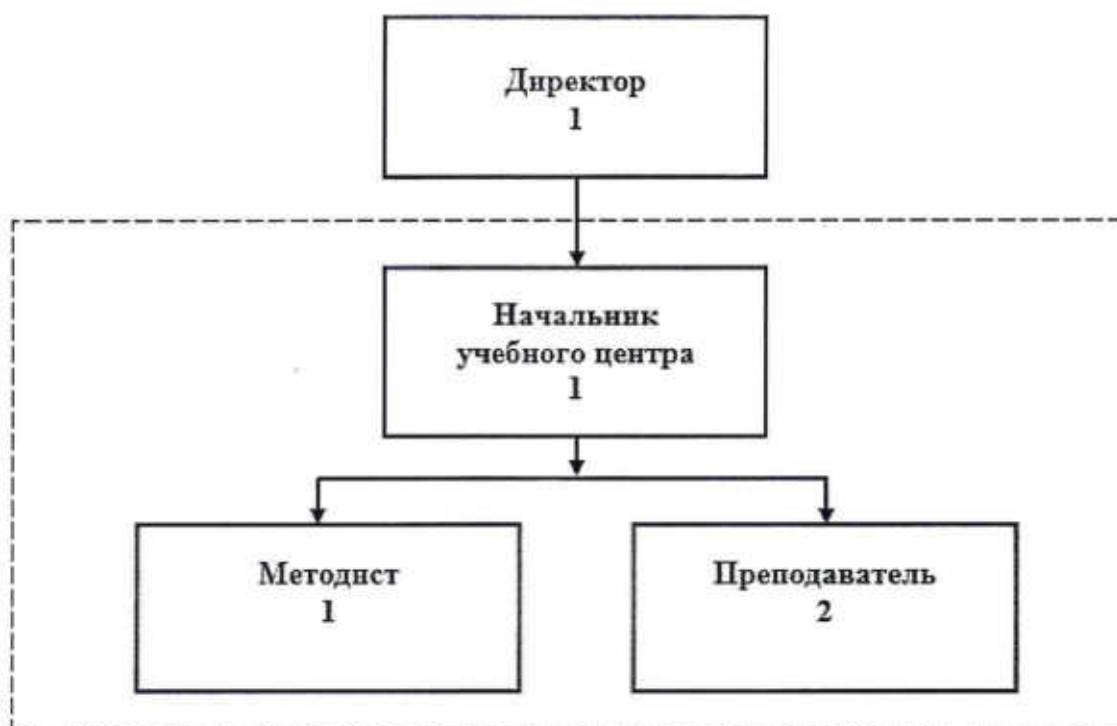 Директор
1
Начальник
учебного центра
1
Методист
1
Преподаватель
2